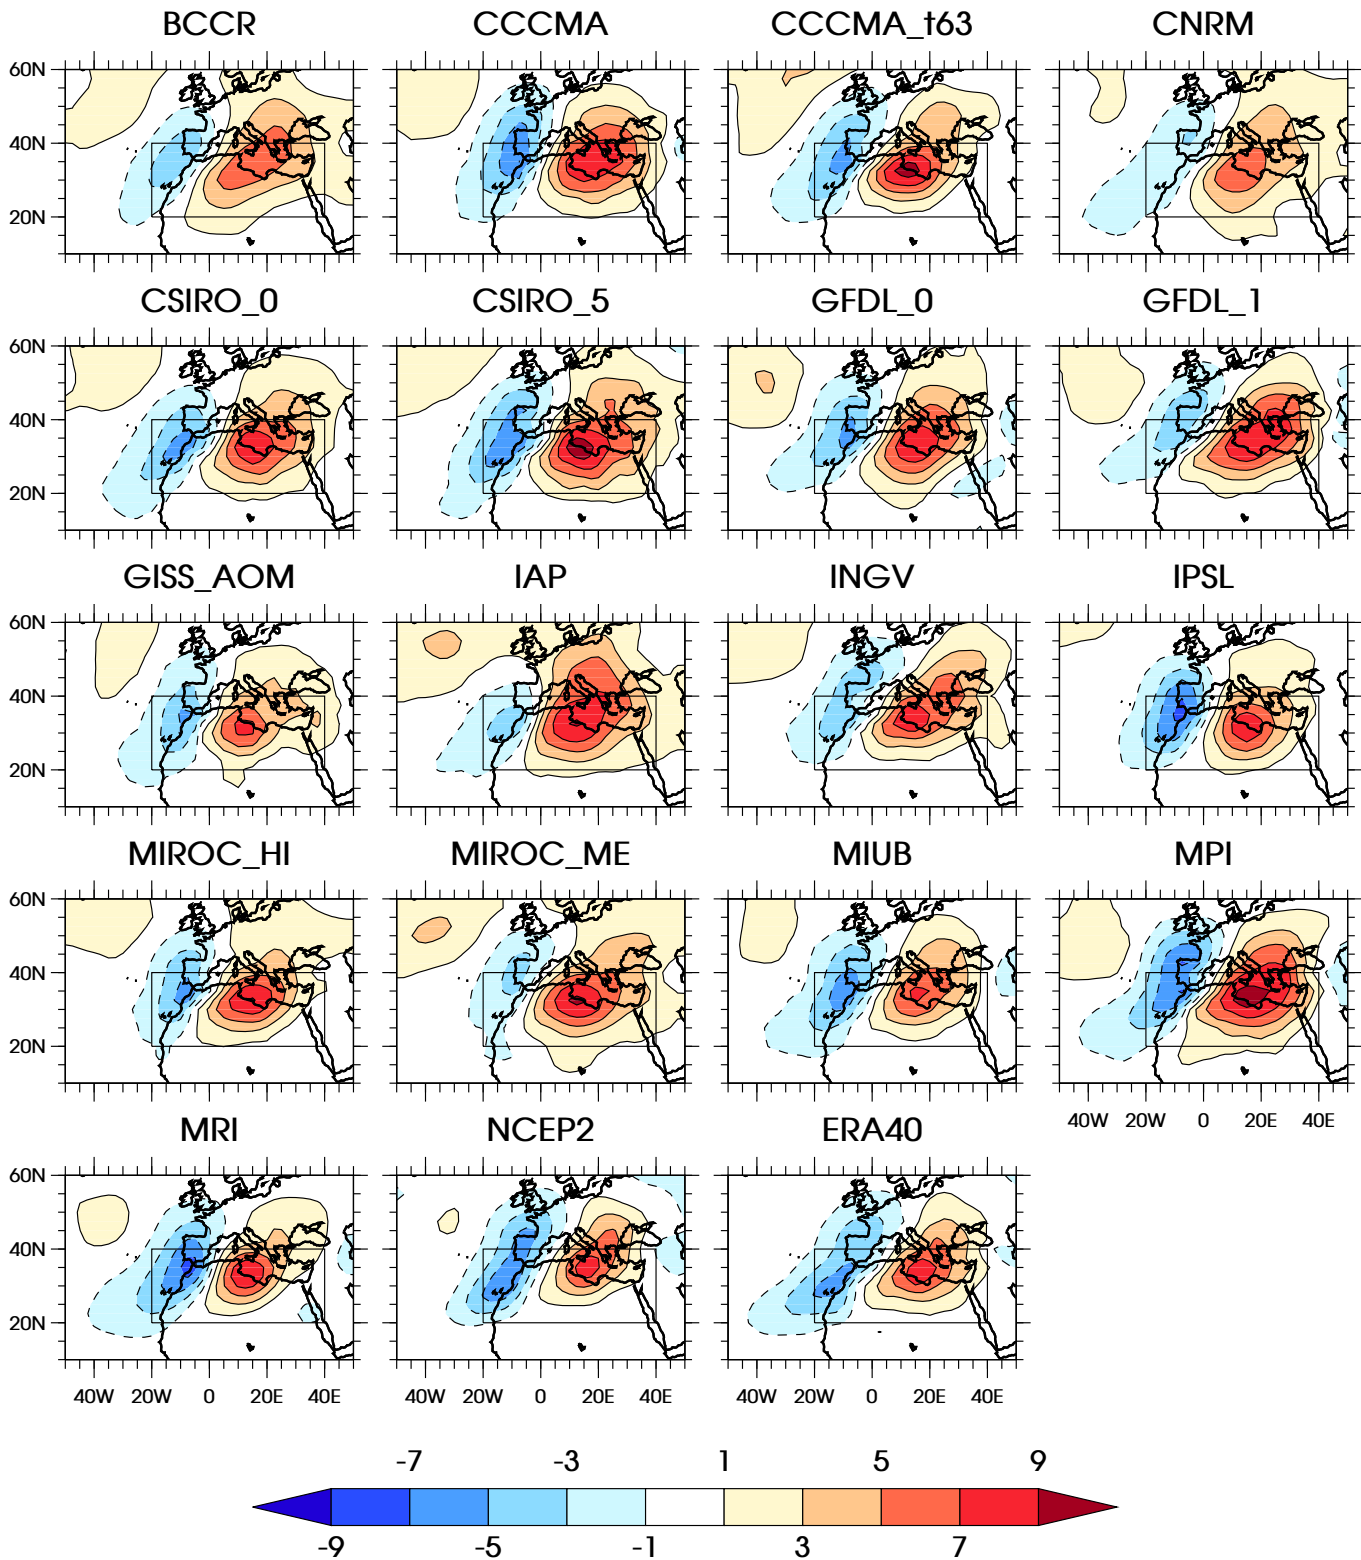 BCCR CCCMA CCCMA_t63 CNRM
60N
40N
20N
CSIRO_0 CSIRO_5 GFDL_0 GFDL_1
60N
40N
20N
GISS_AOM IAP INGV IPSL
60N
40N
20N
MIROC_HI MIROC_ME MIUB MPI
60N
40N
20N
40W 20W 0 20E 40E
MRI NCEP2 ERA40
60N
40N
20N
40W 20W 0 20E 40E 40W 20W 0 20E 40E 40W 20W 0 20E 40E
-7 -3 1 5 9
-9 -5 -1 3 7